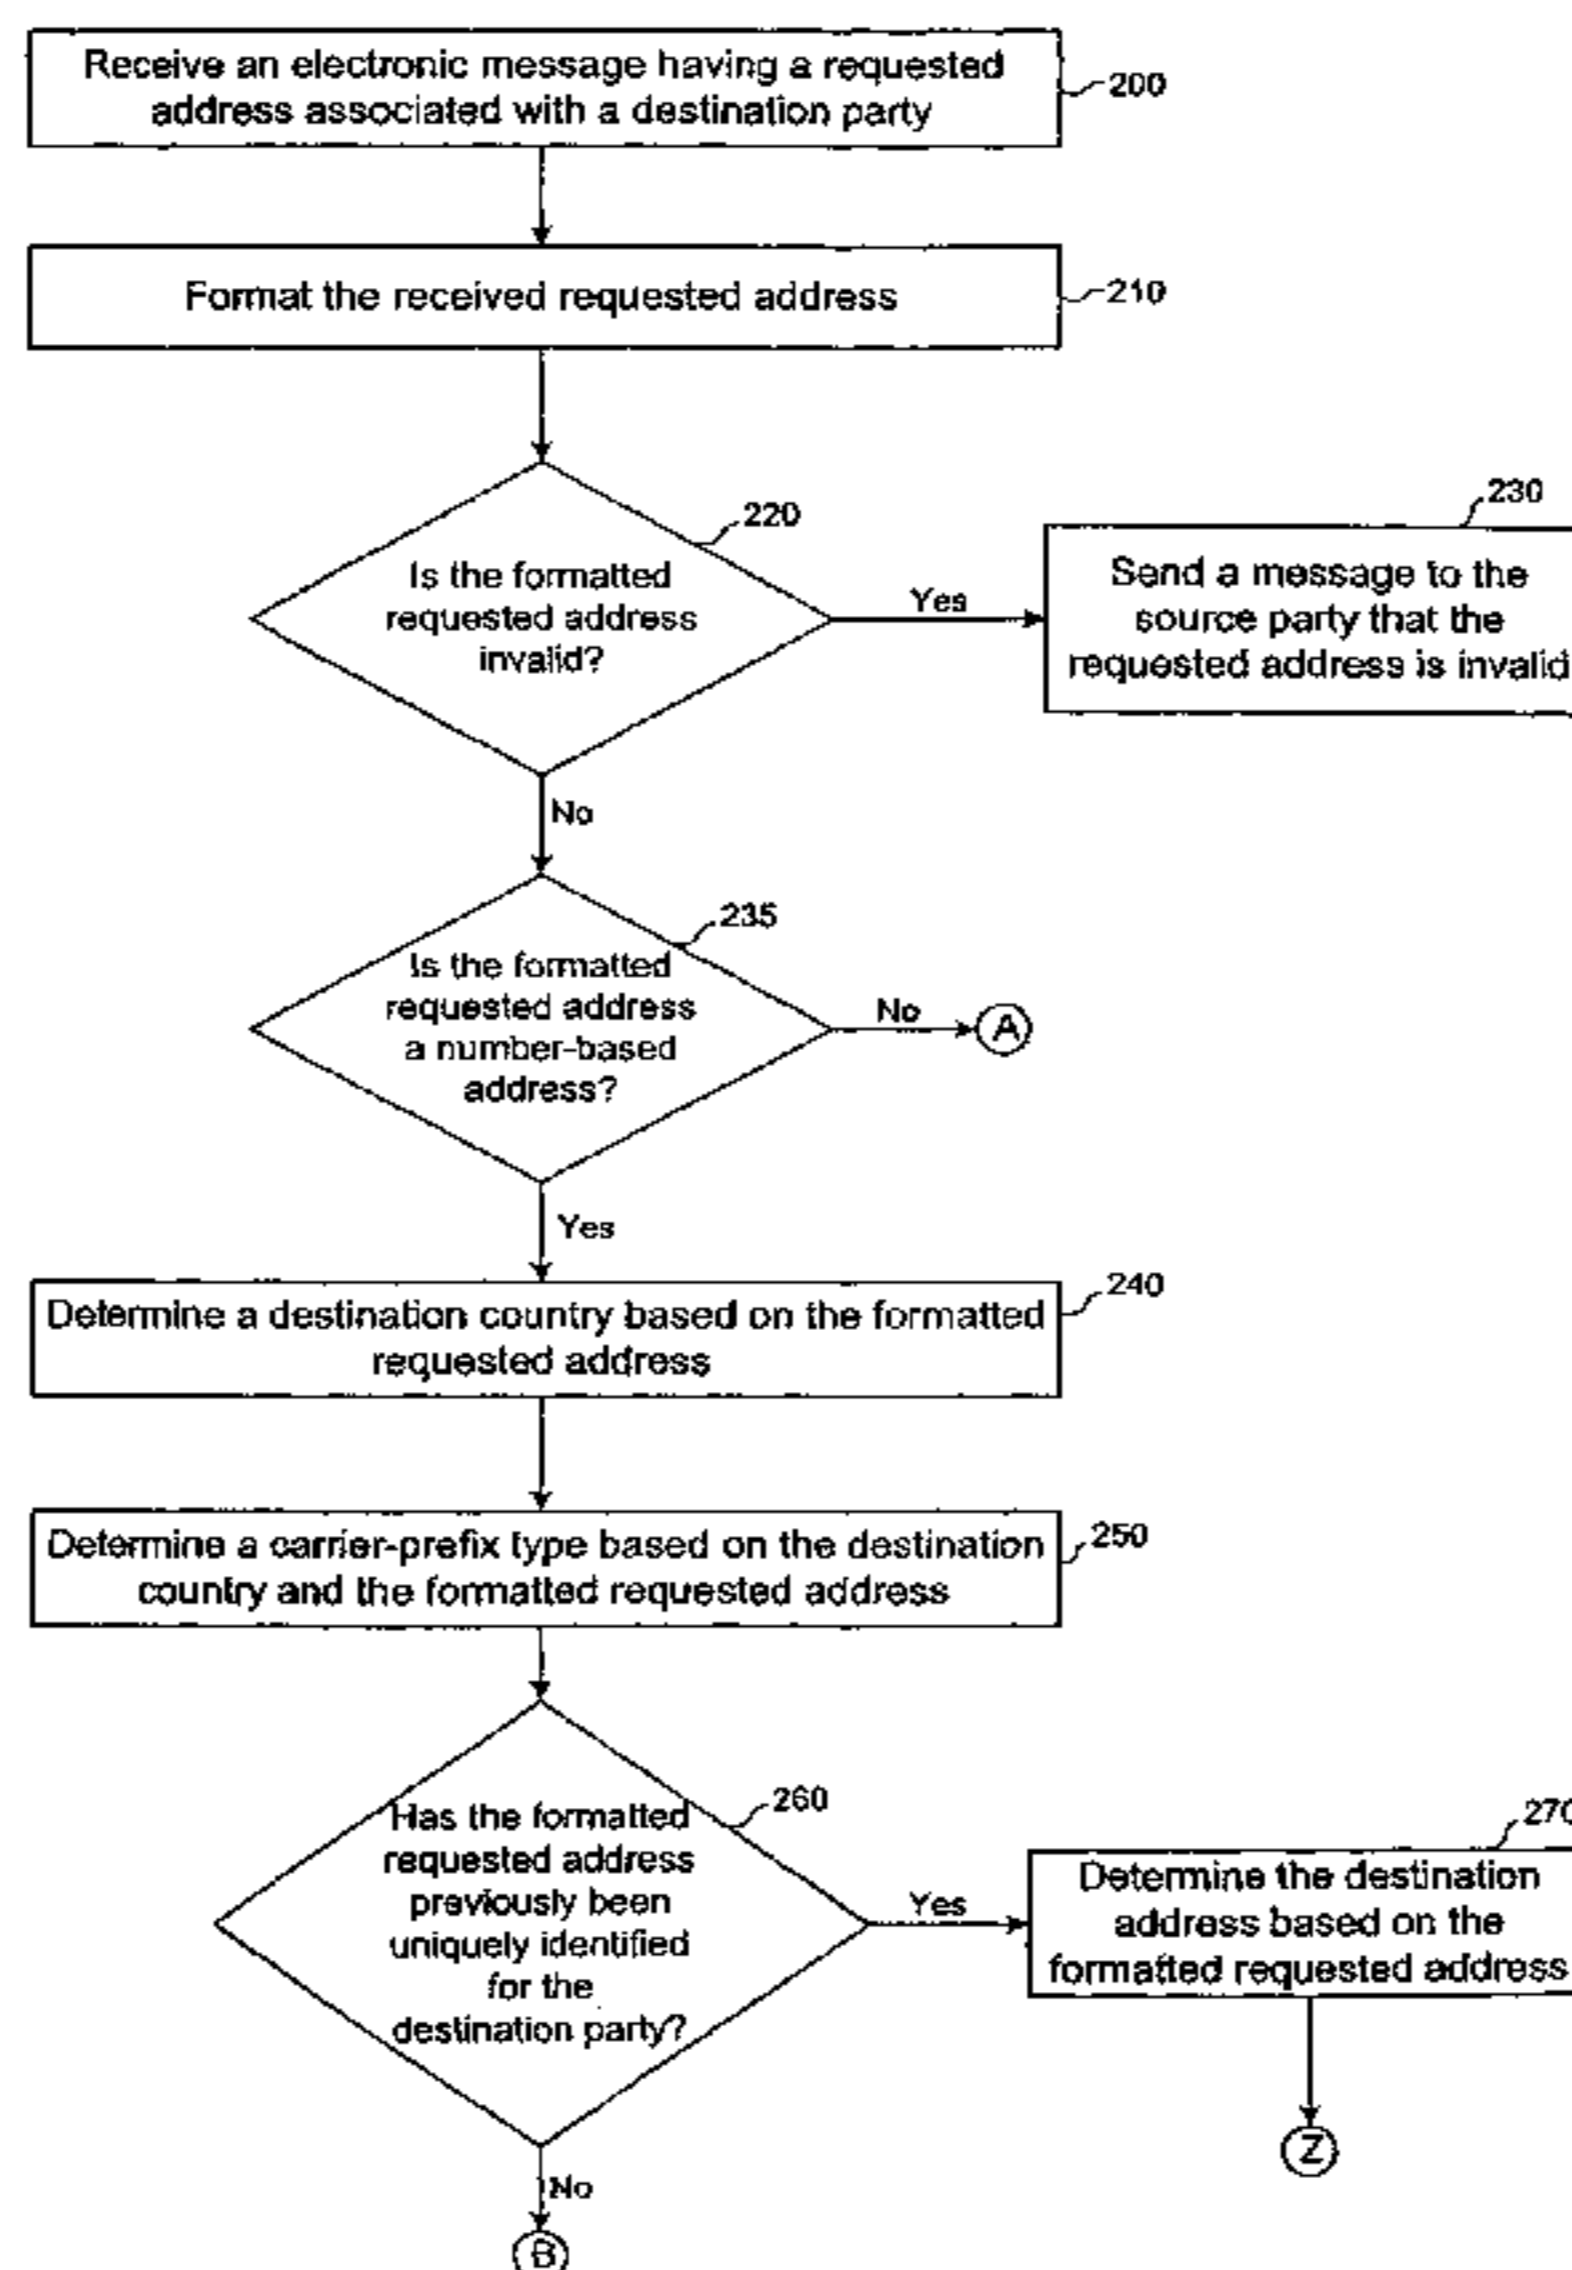 Receive an electronic message having a requested
address associated with a destination party
200
Format the received requested address
210
220
Is the formatted
requested address
invalid?
Yes
230
Send a message to the
source party that the
requested address is invalid
No
235
Is the formatted
requested address
a number-based
address?
No
A
Yes
240
Determine a destination country based on the formatted
requested address
250
Determine a carrier-prefix type based on the destination
country and the formatted requested address
260
Has the formatted
requested address
previously been
uniquely identified
for the
destination party?
Yes
270
Determine the destination
address based on the
formatted requested address
Z
No
B